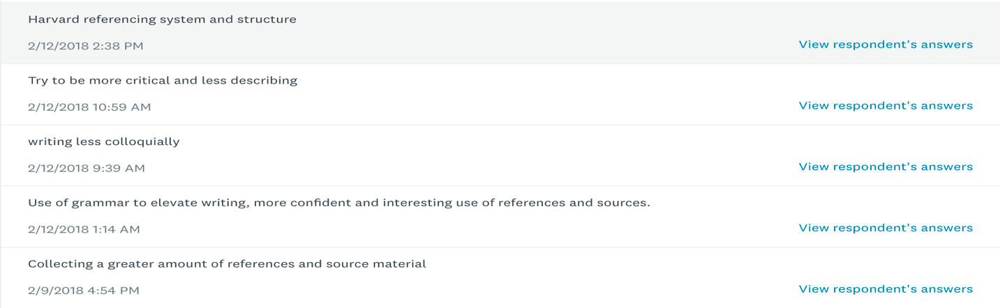 Harvard referencing system and structure
2/12/2018 2:38 PM
View respondent's answers
Try to be more critical and less describing
2/12/2018 10:59 AM
View respondent's answers
writing less colloquially
2/12/2018 9:39 AM
View respondent's answers
Use of grammar to elevate writing, more confident and interesting use of references and sources.
2/12/2018 1:14 AM
View respondent's answers
Collecting a greater amount of references and source material
2/9/2018 4:54 PM
View respondent's answers